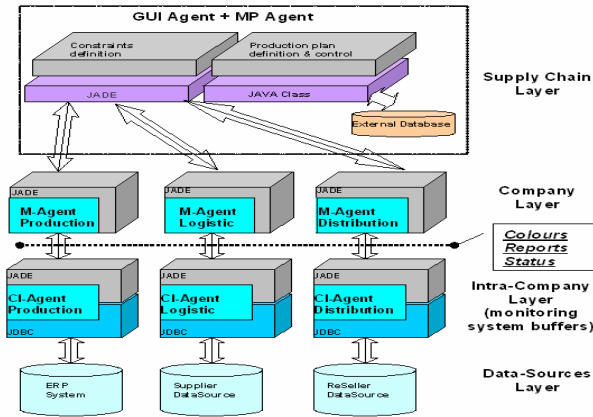 GUI Agent + MP Agent
Constraints
definition
Production plan
definition & control
JADE
JAVA Class
External Database
Supply Chain
Layer
JADE
M-Agent
Production
JADE
M-Agent
Logistic
JADE
M-Agent
Distribution
Company
Layer
Colours
Reports
Status
JADE
CI-Agent
Production
JDBC
JADE
CI-Agent
Logistic
JDBC
JADE
CI-Agent
Distribution
JDBC
Intra-Company
Layer
(monitoring
system buffers)
ERP
System
Supplier
DataSource
ReSeller
DataSource
Data-Sources
Layer